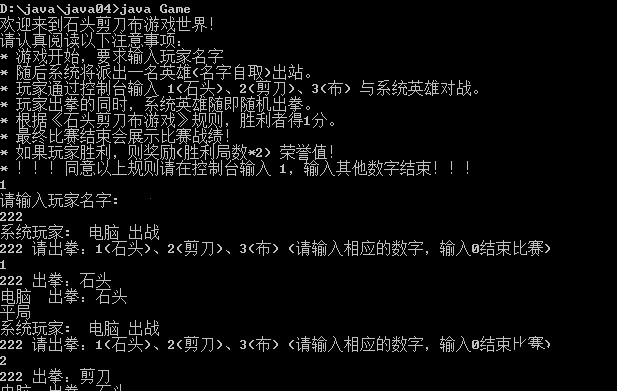 D:\java\java04>java Game
欢迎来到石头剪刀布游戏世界!
请认真阅读以下注意事项:
* 游戏开始，要求输入玩家名字
* 随后系统将派出一名英雄(名字自取)出站。
* 玩家通过控制台输入 1(石头)、2(剪刀)、3(布) 与系统英雄对战。
* 玩家出拳的同时，系统英雄随即随机出拳。
* 根据《石头剪刀布游戏》规则，胜利者得1分。
* 最终比赛结束会展示比赛战绩!
* 如果玩家胜利，则奖励(胜利局数*2) 荣誉值!
* ！！！同意以上规则请在控制台输入 1，输入其他数字结束！！！
1
请输入玩家名字:
222
系统玩家:  电脑 出战
222 请出拳：1(石头)、2(剪刀)、3(布) (请输入相应的数字，输入0结束比赛)
1
222 出拳：石头
电脑  出拳：石头
平局
系统玩家:  电脑 出战
222 请出拳：1(石头)、2(剪刀)、3(布) (请输入相应的数字，输入0结束比赛)
2
222 出拳：剪刀